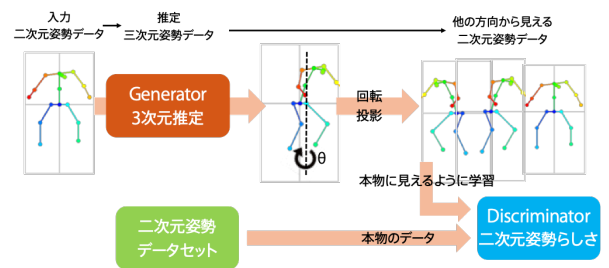 入力
二次元姿勢データ
推定
三次元姿勢データ
他の方向から見える
二次元姿勢データ
Generator
3次元推定
θ
回転
投影
本物に見えるように学習
二次元姿勢
データセット
本物のデータ
Discriminator
二次元姿勢らしさ